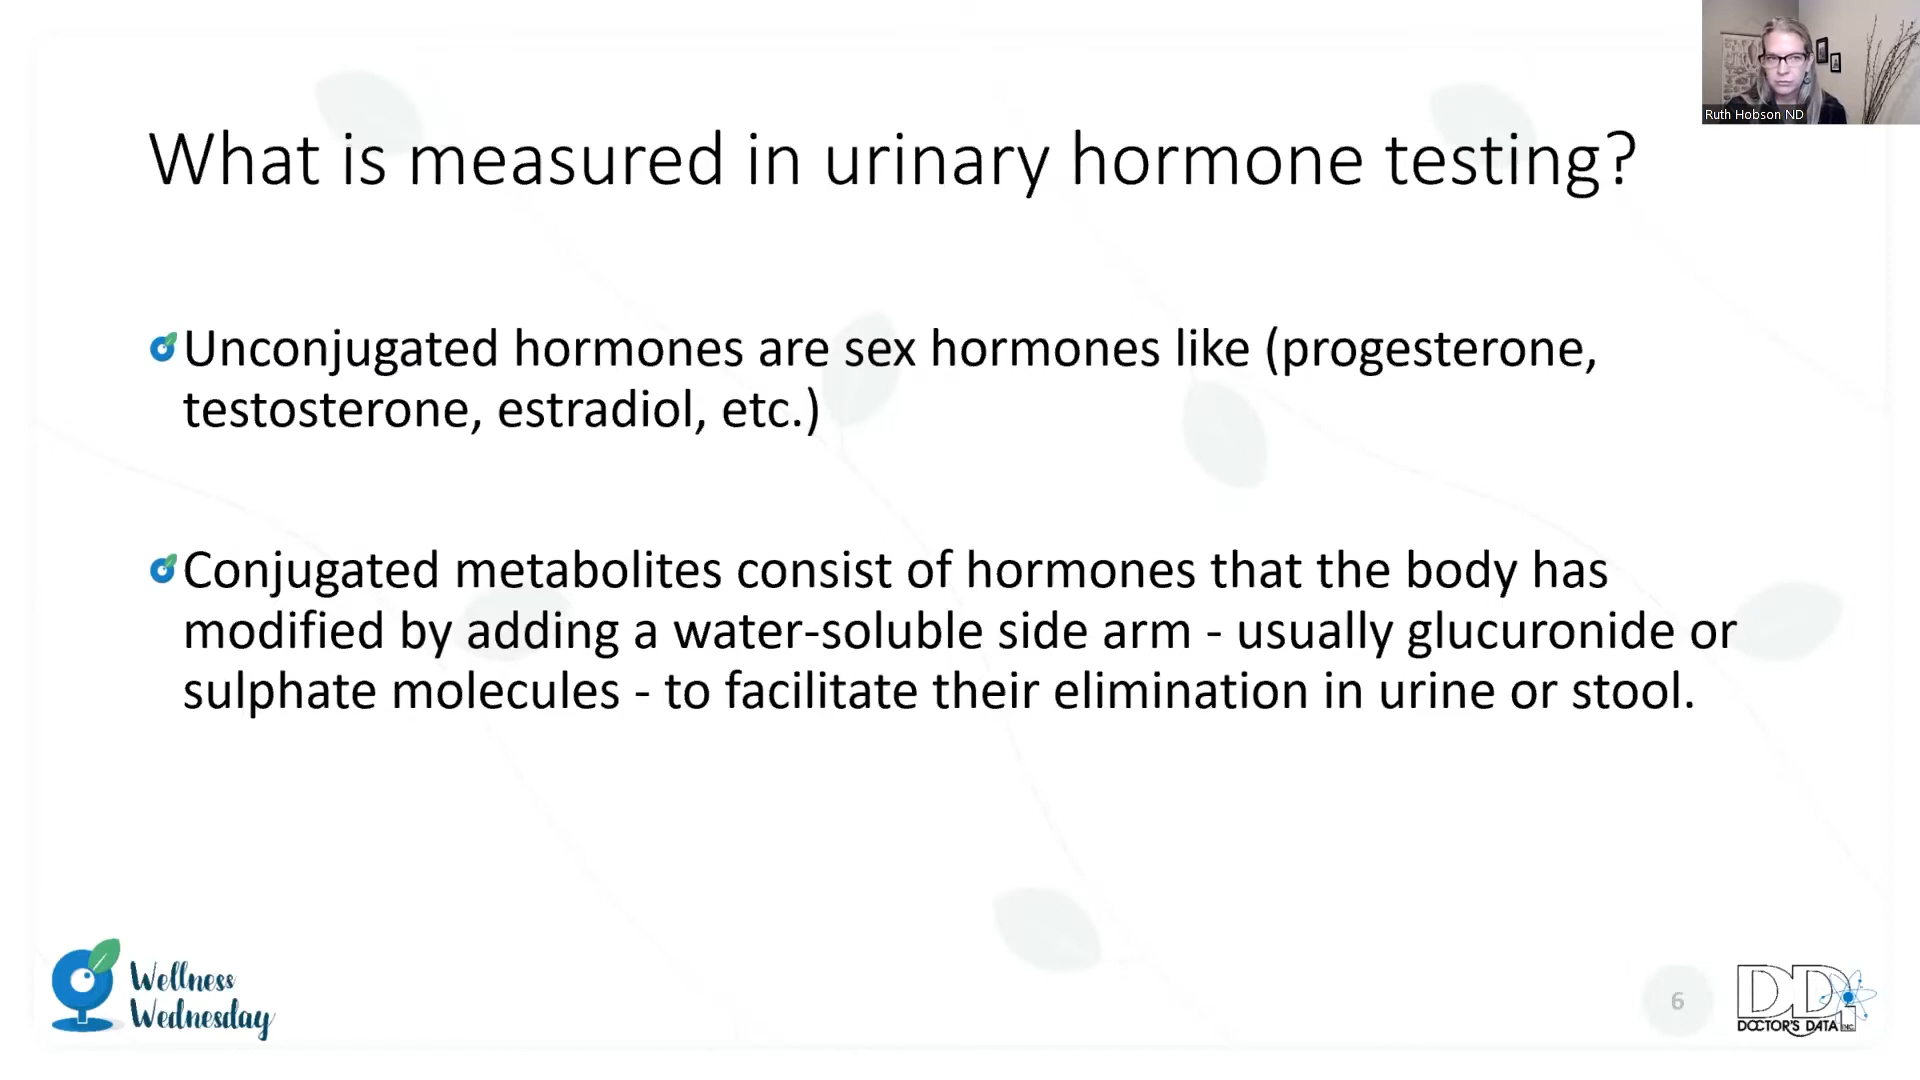 Ruth Hobson ND
What is measured in urinary hormone testing?
Unconjugated hormones are sex hormones like (progesterone,
testosterone, estradiol, etc.)
Conjugated metabolites consist of hormones that the body has
modified by adding a water-soluble side arm - usually glucuronide or
sulphate molecules - to facilitate their elimination in urine or stool.
Wellness
Wednesday
6
DDI
DOCTOR'S DATA INC.